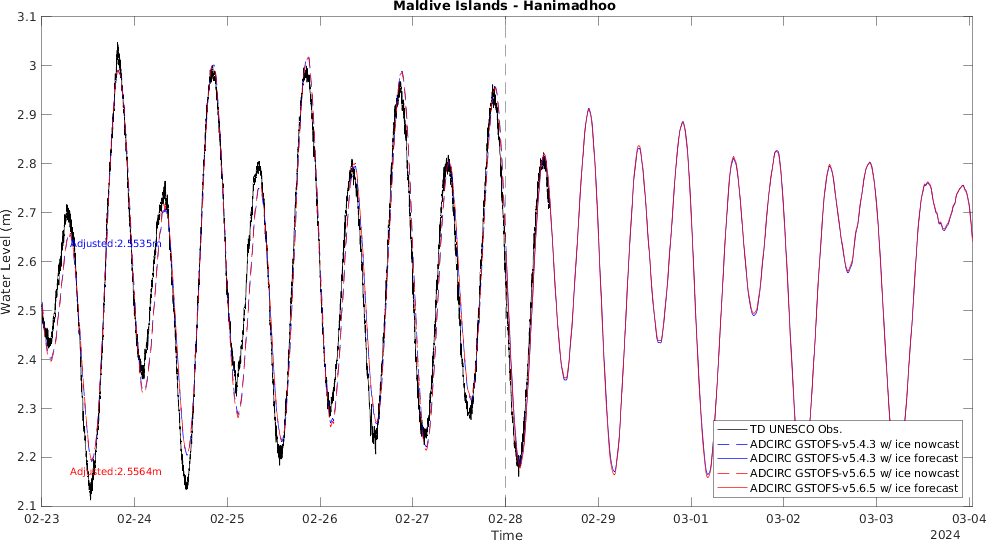 Maldive Islands - Hanimadhoo
3.1
3
2.9
2.8
2.7
2.6
2.5
2.4
2.3
2.2
2.1
Water Level (m)
Adjusted:2.5535m
Adjusted:2.5564m
TD UNESCO Obs.
ADCIRC GSTOFS-v5.4.3 w/ ice nowcast
ADCIRC GSTOFS-v5.4.3 w/ ice forecast
ADCIRC GSTOFS-v5.6.5 w/ ice nowcast
ADCIRC GSTOFS-v5.6.5 w/ ice forecast
02-23 02-24 02-25 02-26 02-27 02-28 02-29 03-01 03-02 03-03 03-04
Time
2024